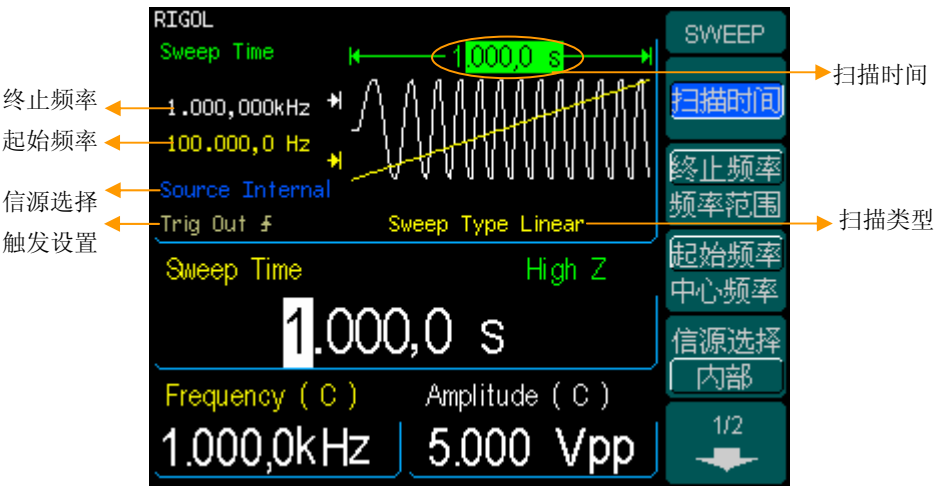 RIGOL
Sweep Time
1.000,0 s
1.000,000kHz
100.000,0 Hz
Source Internal
Trig Out
Sweep Type Linear
Sweep Time
High Z
1.000,0 s
Frequency ( C )
Amplitude ( C )
1.000,0kHz
5.000 Vpp
SWEEP
扫描时间
终止频率
频率范围
起始频率
中心频率
信源选择
内部
1/2
终止频率
起始频率
信源选择
触发设置
扫描时间
扫描类型